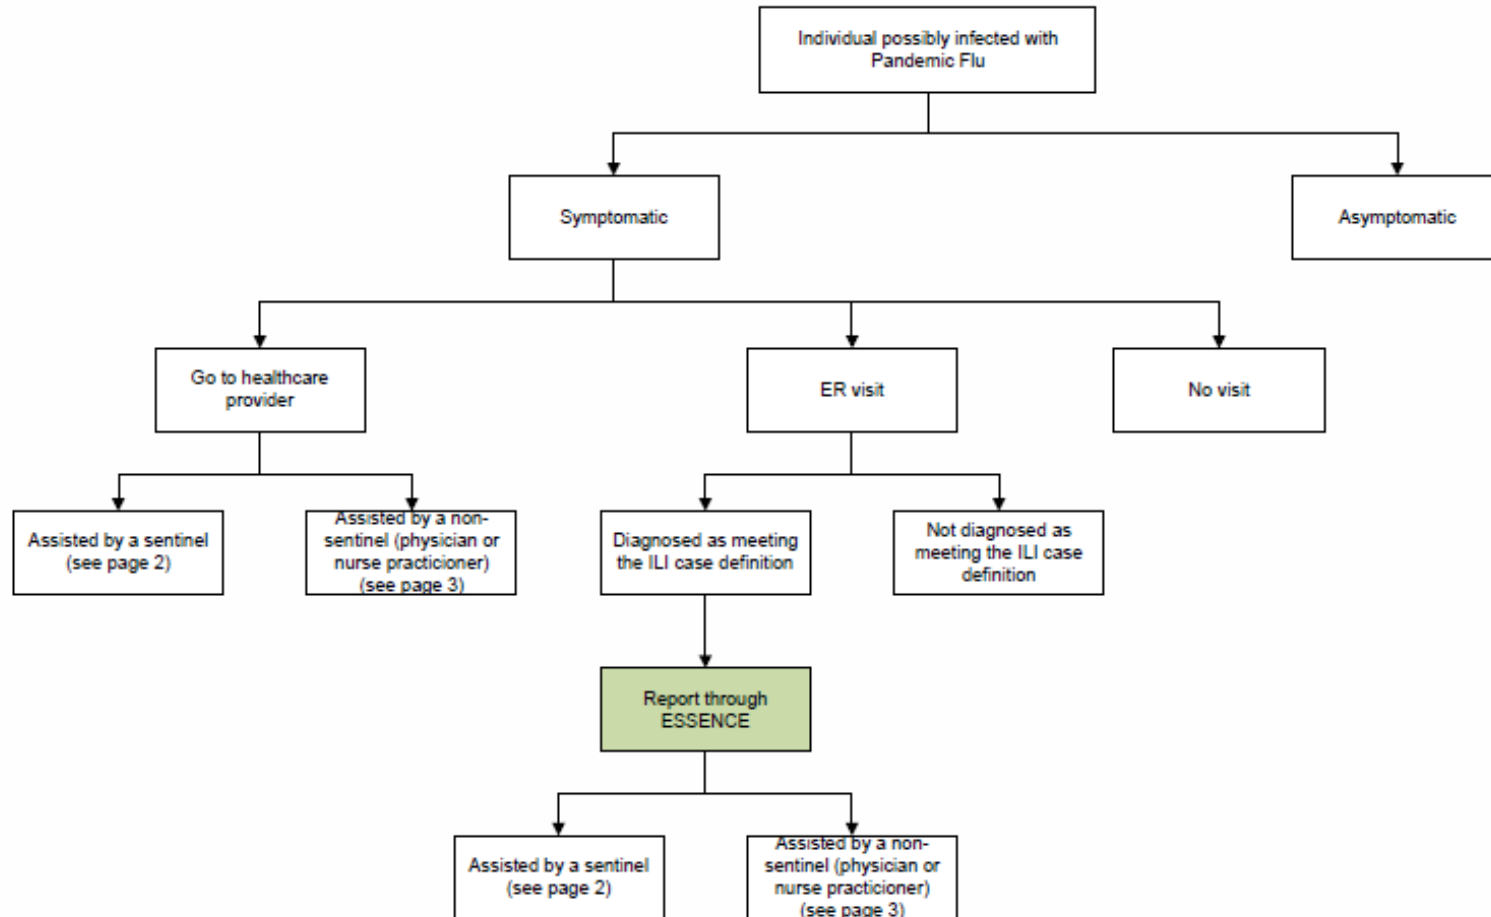 Individual possibly infected with
Pandemic Flu
Symptomatic
Asymptomatic
Go to healthcare
provider
ER visit
No visit
Assisted by a sentinel
(see page 2)
Assisted by a non-
sentinel (physician or
nurse practicioner)
(see page 3)
Diagnosed as meeting
the ILI case definition
Not diagnosed as
meeting the ILI case
definition
Report through
ESSENCE
Assisted by a sentinel
(see page 2)
Assisted by a non-
sentinel (physician or
nurse practicioner)
(see page 3)